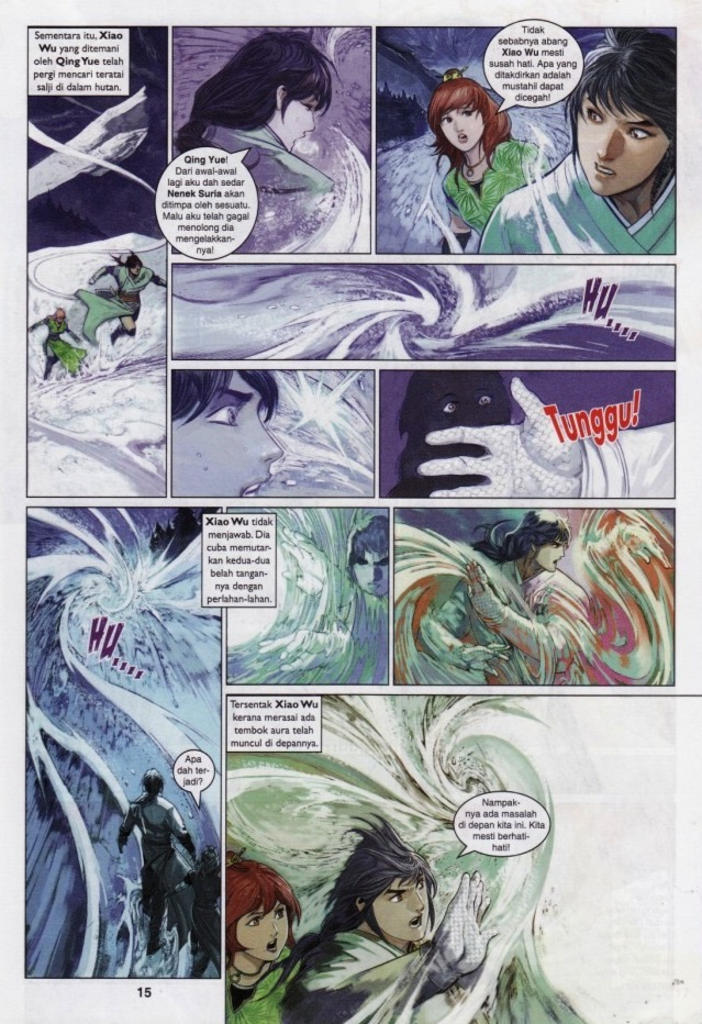 Sementara itu, Xiao
Wu yang ditemani
oleh Qing Yue telah
pergi mencari teratai
salji di dalam hutan.
Qing Yue!
Dari awal-awal
lagi aku dah sedar
Nenek Suria akan
ditimpa oleh sesuatu.
Malu aku telah gagal
menolong dia
mengelakkan-
nya!
Tidak
sebabnya abang
Xiao Wu mesti
susah hati. Apa yang
ditakdirkan adalah
mustahil dapat
dicegah!
HU....
Tunggu!
HU....
Apa
dah ter-
jadi?
Xiao Wu tidak
menjawab. Dia
cuba memutar-
kan kedua-dua
belah tangan-
nya dengan
perlahan-lahan.
Tersentak Xiao Wu
kerana merasai ada
tembok aura telah
muncul di depannya.
Nampak-
nya ada masalah
di depan kita ini. Kita
mesti berhati-
hati!
15